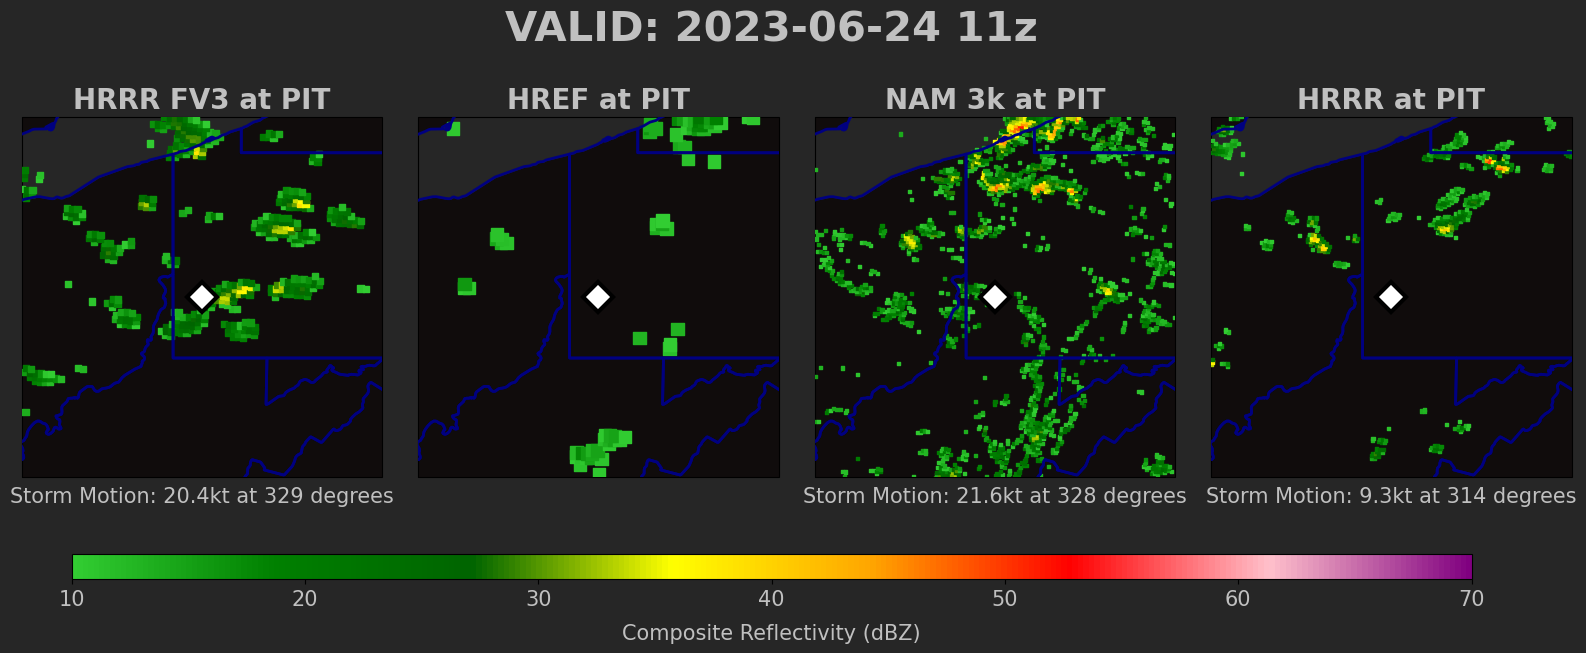 VALID: 2023-06-24 11z
HRRR FV3 at PIT
HREF at PIT
NAM 3k at PIT
HRRR at PIT
Storm Motion: 20.4kt at 329 degrees
Storm Motion: 21.6kt at 328 degrees
Storm Motion: 9.3kt at 314 degrees
10 20 30 40 50 60 70
Composite Reflectivity (dBZ)